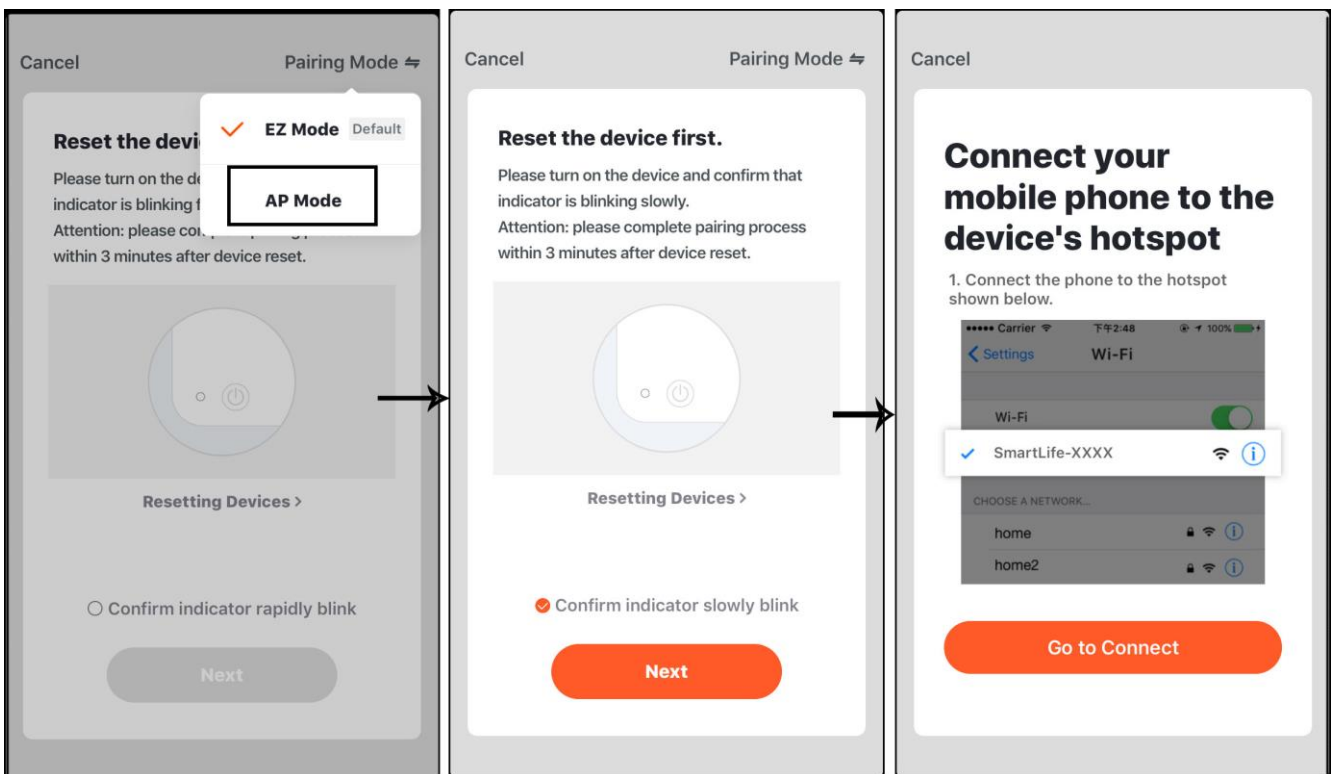 Cancel
Pairing Mode ⇋
EZ Mode Default
AP Mode
Reset the devi
Please turn on the de
indicator is blinking f
Attention: please
within 3 minutes after device reset.
Resetting Devices >
Confirm indicator rapidly blink
Next
Cancel
Pairing Mode ⇋
Reset the device first.
Please turn on the device and confirm that
indicator is blinking slowly.
Attention: please complete pairing process
within 3 minutes after device reset.
Resetting Devices >
Confirm indicator slowly blink
Next
Cancel
Connect your
mobile phone to the
device's hotspot
1. Connect the phone to the hotspot
shown below.
Carrier 下午2:48 100%
Settings Wi-Fi
Wi-Fi
SmartLife-XXXX
CHOOSE A NETWORK...
home
home2
Go to Connect